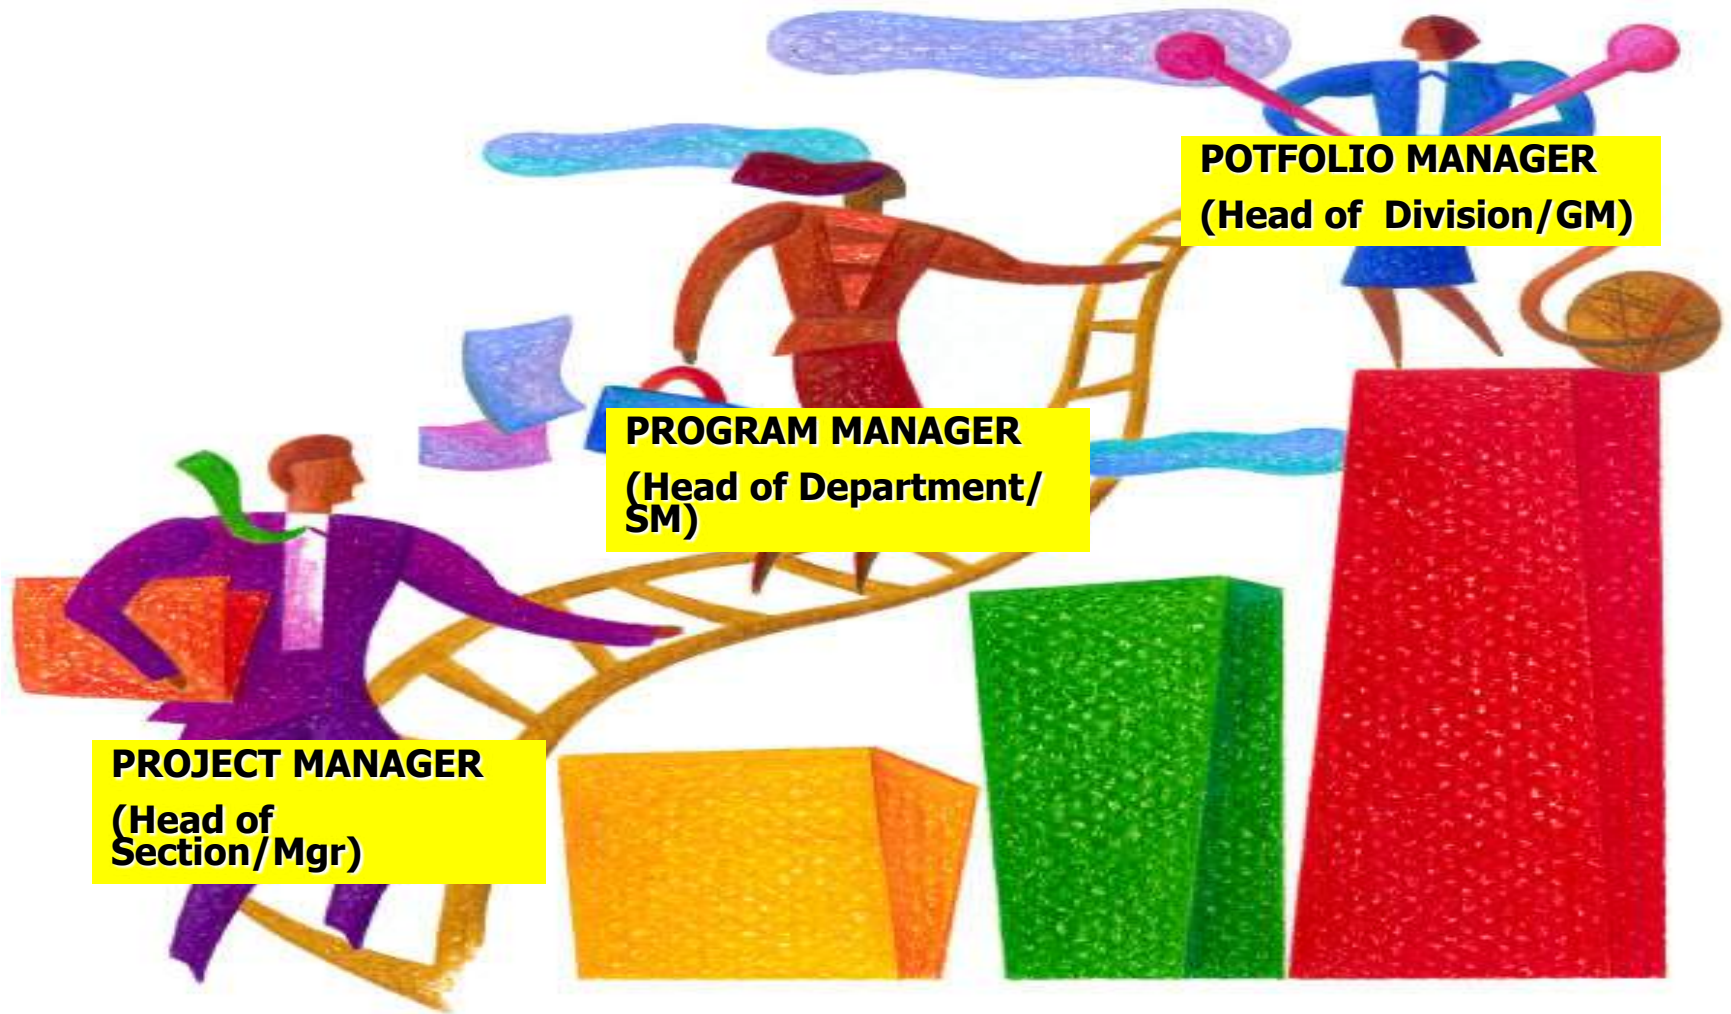 POTFOLIO MANAGER
(Head of  Division/GM)
PROGRAM MANAGER
(Head of Department/
SM)
PROJECT MANAGER
(Head of
Section/Mgr)